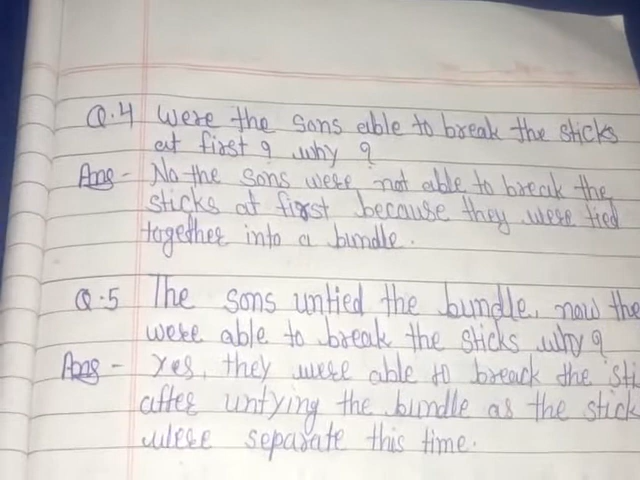 Q.4 Were the sons able to break the sticks
at first ? why ?
Ans - No the sons were not able to break the
sticks at first because they were tied
together into a bundle.
Q.5 The sons untied the bundle, now the
were able to break the sticks why ?
Ans - Yes, they were able to breack the sti
after untying the bundle as the stick
were separate this time.